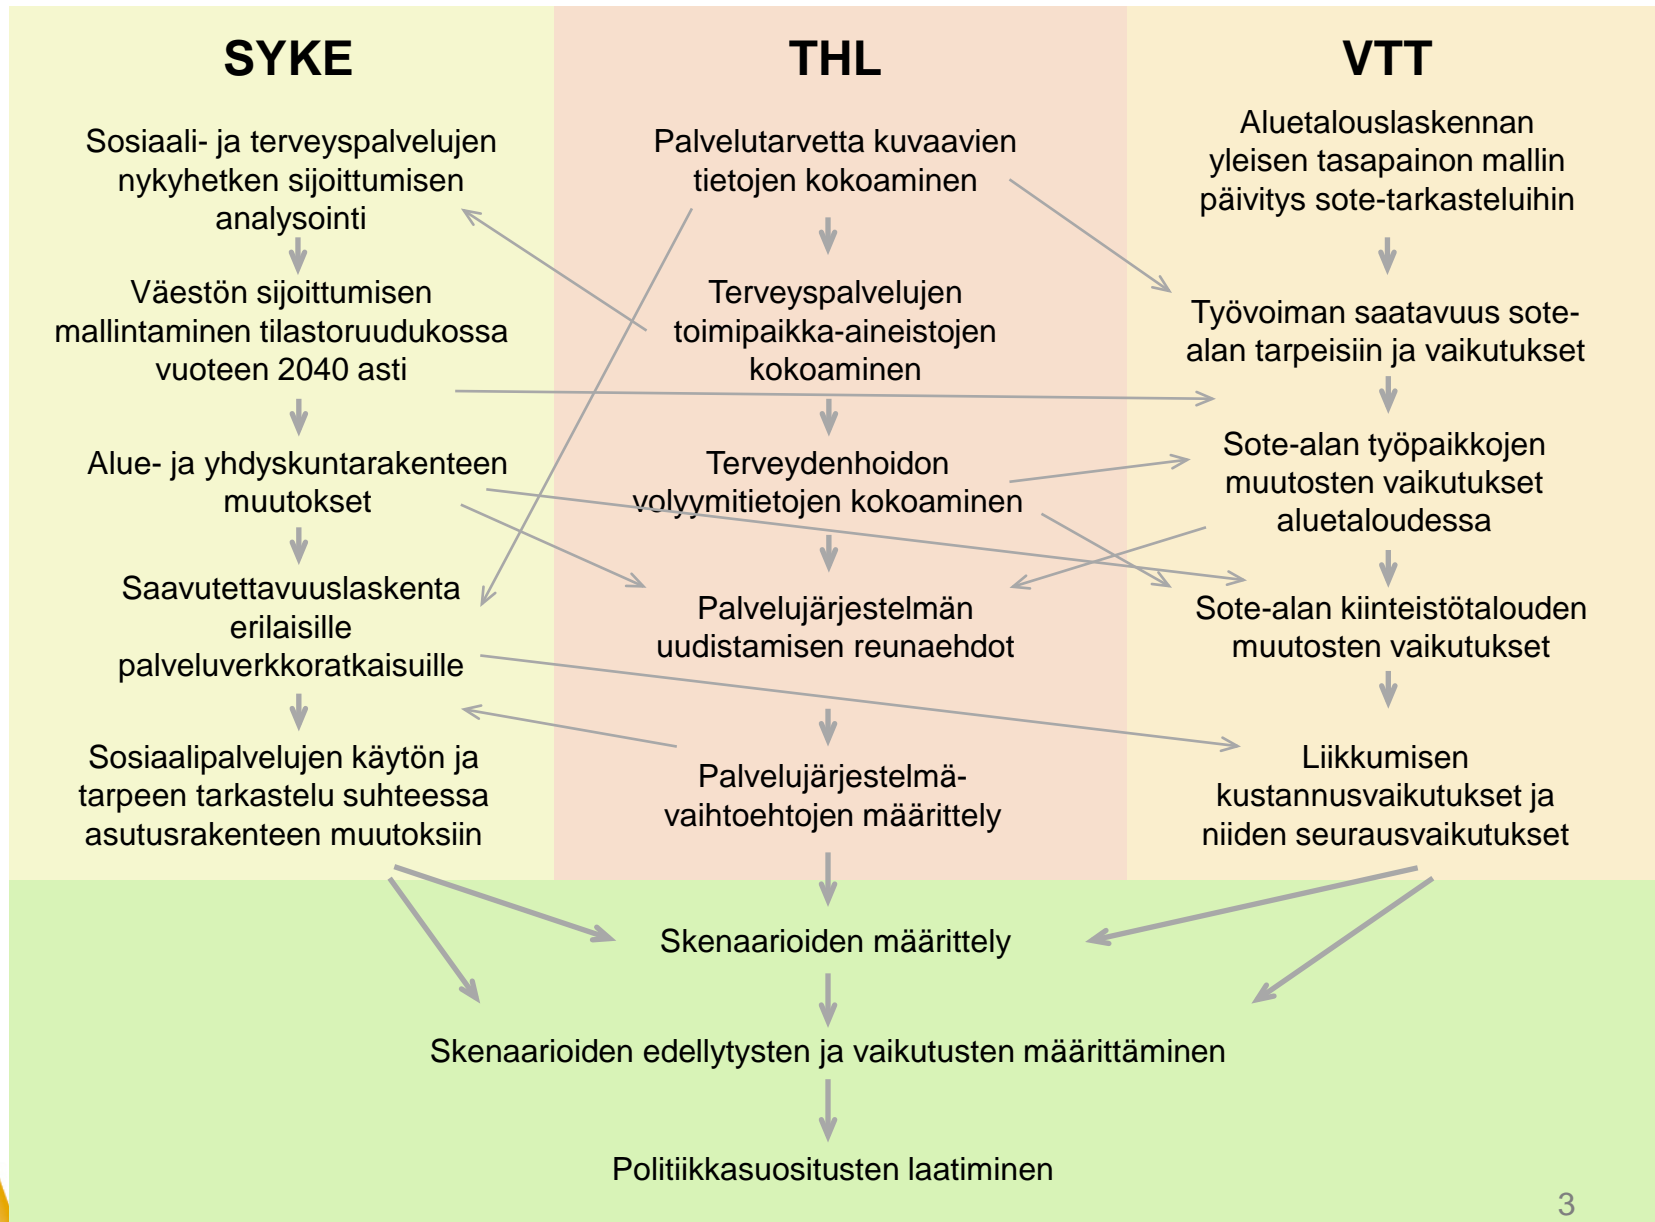 SYKE
Sosiaali- ja terveyspalvelujen
nykyhetken sijoittumisen
analysointi
Väestön sijoittumisen
mallintaminen tilastoruudukossa
vuoteen 2040 asti
Alue- ja yhdyskuntarakenteen
muutokset
Saavutettavuuslaskenta
erilaisille
palveluverkkoratkaisuille
Sosiaalipalvelujen käytön ja
tarpeen tarkastelu suhteessa
asutusrakenteen muutoksiin
THL
Palvelutarvetta kuvaavien
tietojen kokoaminen
Terveyspalvelujen
toimipaikka-aineistojen
kokoaminen
Terveydenhoidon
volyymitietojen kokoaminen
Palvelujärjestelmän
uudistamisen reunaehdot
Palvelujärjestelmä-
vaihtoehtojen määrittely
VTT
Aluetalouslaskennan
yleisen tasapainon mallin
päivitys sote-tarkasteluihin
Työvoiman saatavuus sote-
alan tarpeisiin ja vaikutukset
Sote-alan työpaikkojen
muutosten vaikutukset
aluetaloudessa
Sote-alan kiinteistötalouden
muutosten vaikutukset
Liikkumisen
kustannusvaikutukset ja
niiden seurausvaikutukset
Skenaarioiden määrittely
Skenaarioiden edellytysten ja vaikutusten määrittäminen
Politiikkasuositusten laatiminen
3